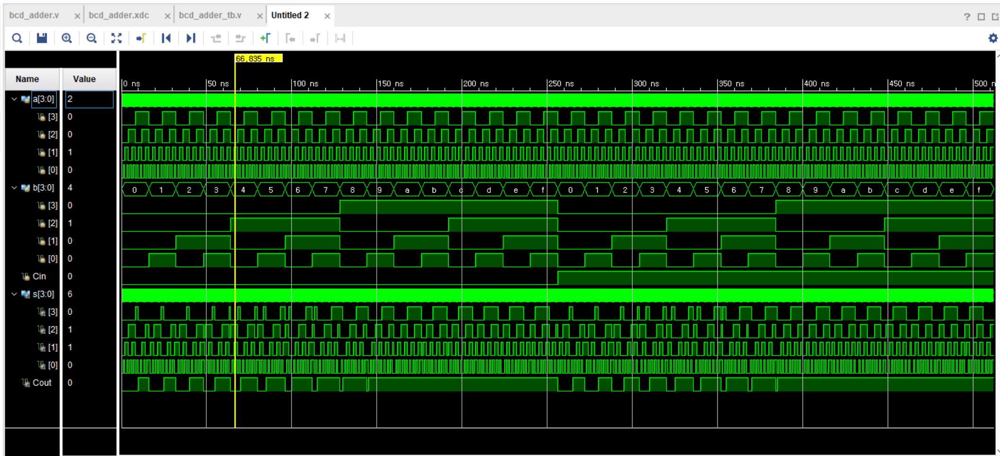 bcd_adder.v × bcd_adder.xdc × bcd_adder_tb.v × Untitled 2 ×
66,835 ns
Name Value
0 ns 50 ns 100 ns 150 ns 200 ns 250 ns 300 ns 350 ns 400 ns 450 ns 500 n
a[3:0] 2
[3] 0
[2] 0
[1] 1
[0] 0
b[3:0] 4 0 1 2 3 4 5 6 7 8 9 a b c d e f 0 1 2 3 4 5 6 7 8 9 a b c d e f
[3] 0
[2] 1
[1] 0
[0] 0
Cin 0
s[3:0] 6
[3] 0
[2] 1
[1] 1
[0] 0
Cout 0